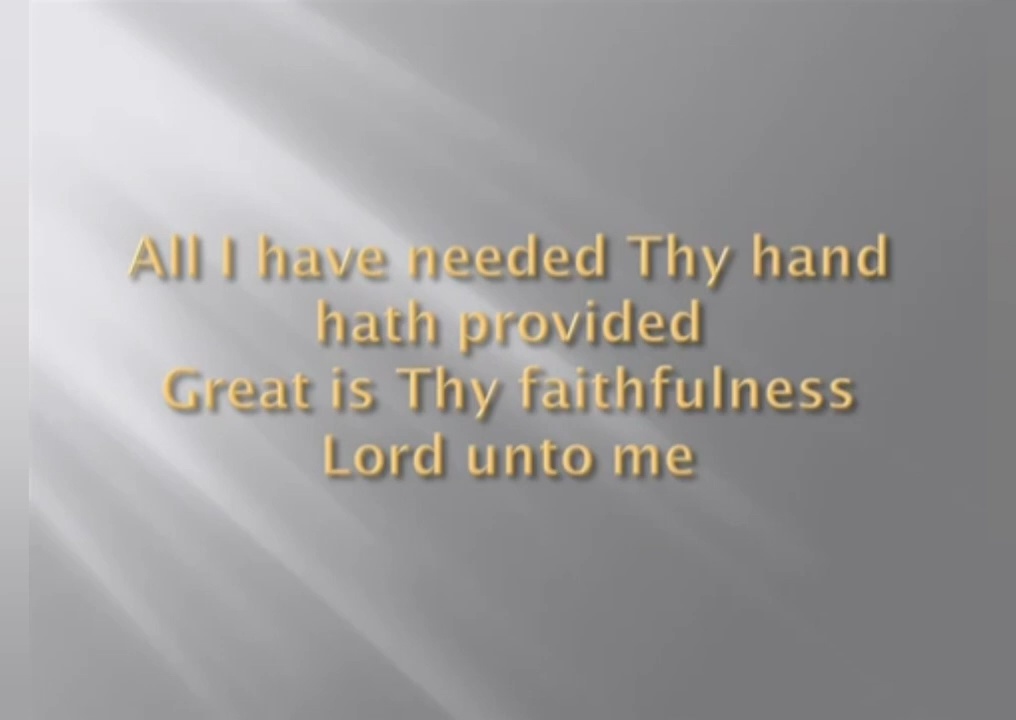 All I have needed Thy hand
hath provided
Great is Thy faithfulness
Lord unto me